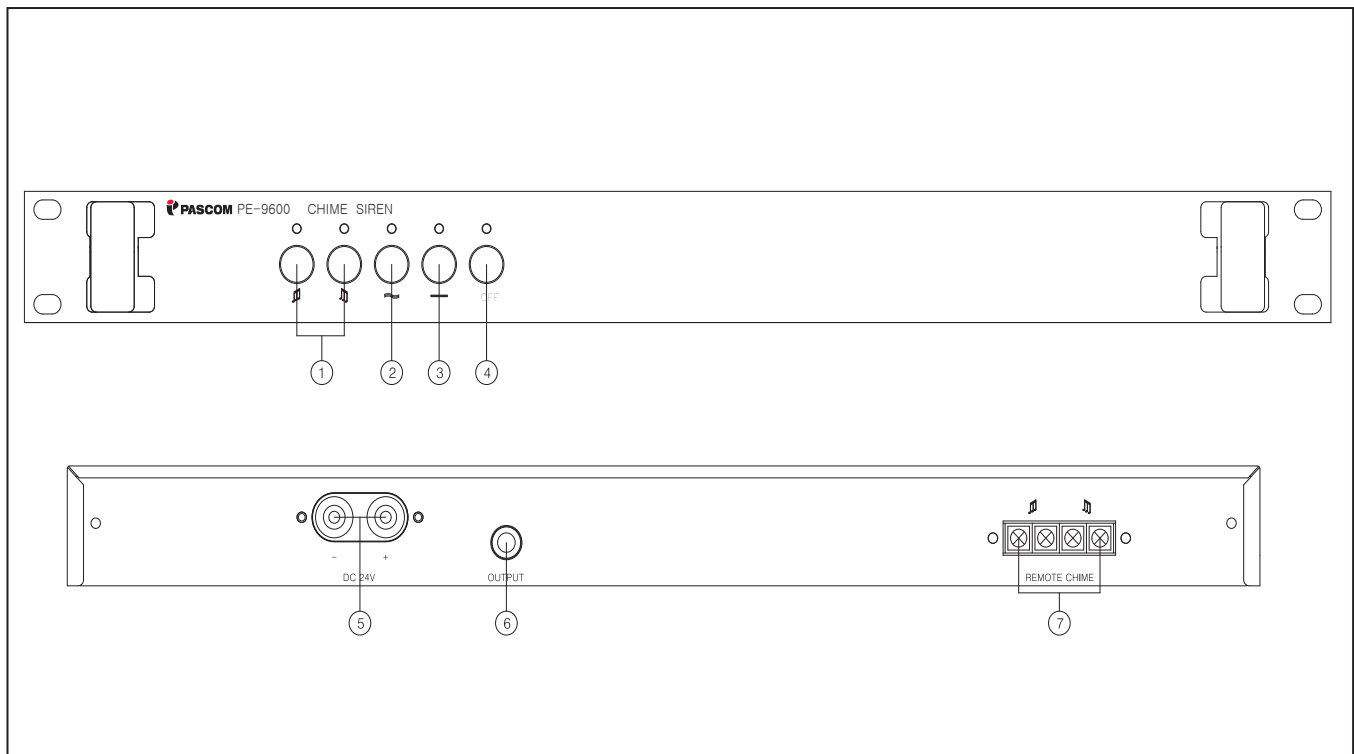 PASCOM PE-9600 CHIME SIREN
OFF
1 2 3 4
- +
DC 24V
OUTPUT
REMOTE CHIME
5 6 7